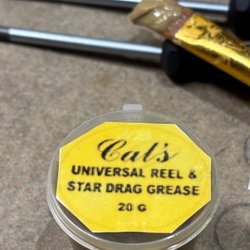 Cal's
UNIVERSAL REEL &
STAR DRAG GREASE
20 G